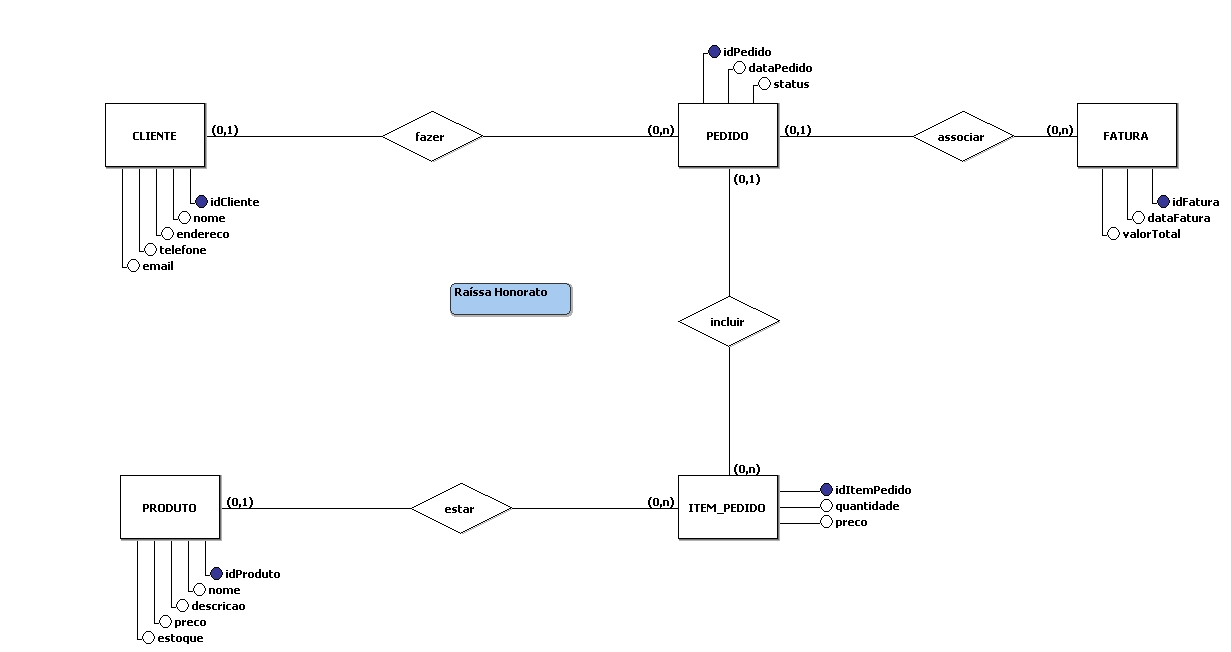 idPedido
dataPedido
status
CLIENTE
(0,1)
fazer
(0,n)
PEDIDO
(0,1)
associar
(0,n)
FATURA
(0,1)
idCliente
nome
endereco
telefone
email
idFatura
dataFatura
valorTotal
Raíssa Honorato
incluir
(0,n)
PRODUTO
(0,1)
estar
(0,n)
ITEM_PEDIDO
idItemPedido
quantidade
preco
idProduto
nome
descricao
preco
estoque